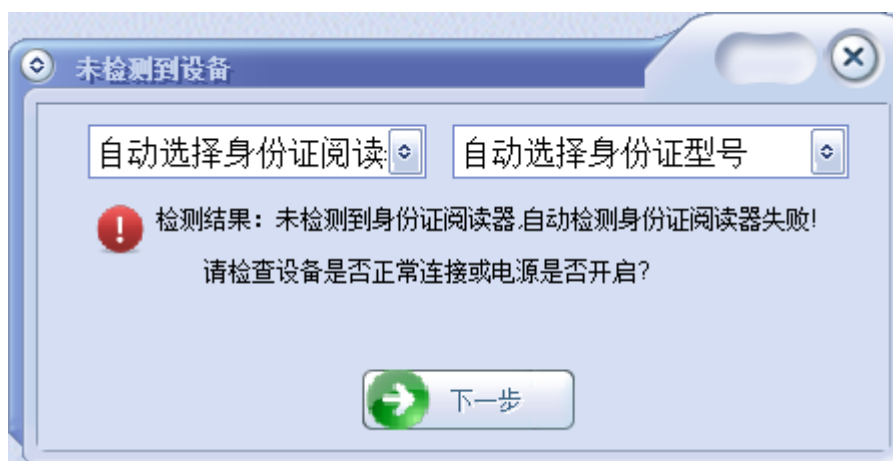 未检测到设备
自动选择身份证阅读
自动选择身份证型号
检测结果：未检测到身份证阅读器,自动检测身份证阅读器失败!
请检查设备是否正常连接或电源是否开启？
下一步